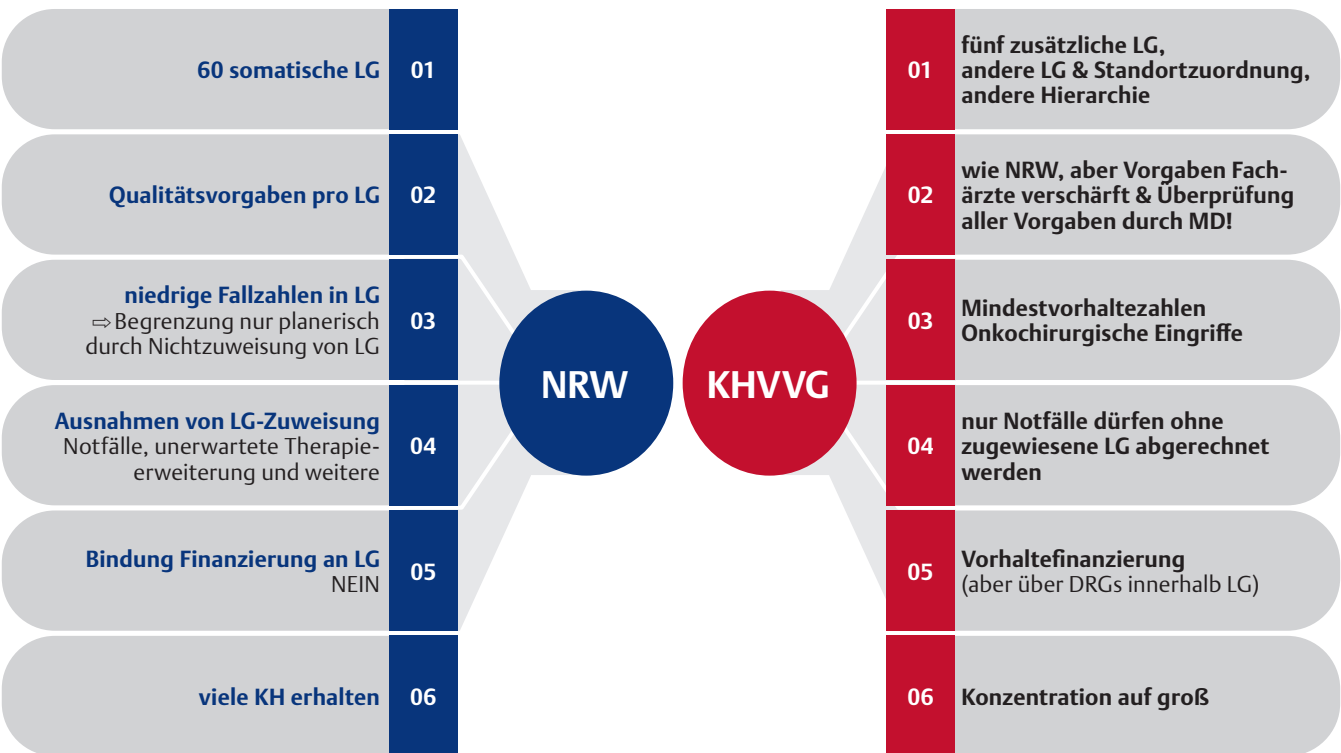 60 somatische LG 01
Qualitätsvorgaben pro LG 02
niedrige Fallzahlen in LG
⇨ Begrenzung nur planerisch
durch Nichtzuweisung von LG
03
Ausnahmen von LG-Zuweisung
Notfälle, unerwartete Therapie-
erweiterung und weitere
04
Bindung Finanzierung an LG
NEIN
05
viele KH erhalten 06
NRW
KHVVG
01
fünf zusätzliche LG,
andere LG & Standortzuordnung,
andere Hierarchie
02
wie NRW, aber Vorgaben Fach-
ärzte verschärft & Überprüfung
aller Vorgaben durch MD!
03
Mindestvorhaltezahlen
Onkochirurgische Eingriffe
04
nur Notfälle dürfen ohne
zugewiesene LG abgerechnet
werden
05
Vorhaltefinanzierung
(aber über DRGs innerhalb LG)
06 Konzentration auf groß